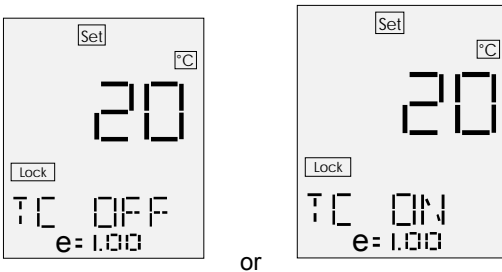 Set
°C
20
Lock
TC OFF
e=1.00
or
Set
°C
20
Lock
TC ON
e=1.00